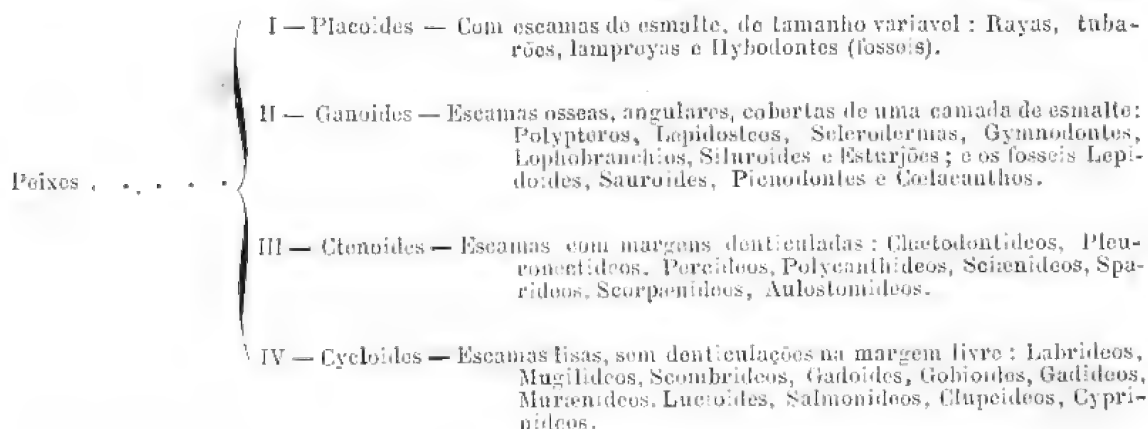 I — Placoides — Com escamas de esmalte, de tamanho variavel : Rayas, tuba-
rões, lampreyas e Hybodontes (fosseis).
II — Ganoides — Escamas osseas, angulares, cobertas de uma camada de esmalte:
Polypteros, Lepidosteos, Sclerodermas, Gymnodontes,
Lophobranchios, Siluroides e Esturjões ; e os fosseis Lepi-
doides, Sauroides, Picnodontes e Cœlacanthos.
Peixes . . . . .
III — Ctenoides — Escamas com margens denticuladas : Chætodontideos, Pleu-
ronectideos. Percideos, Polycanthideos, Sciænideos, Spa-
rideos, Scorpænideos, Aulostomideos.
IV — Cycloides — Escamas lisas, sem denticulações na margem livre : Labrideos,
Mugilideos, Scombrideos, Gadoides, Gobioides, Gadideos,
Murænideos. Lucioides, Salmonideos, Clupeideos, Cypri-
nideos.